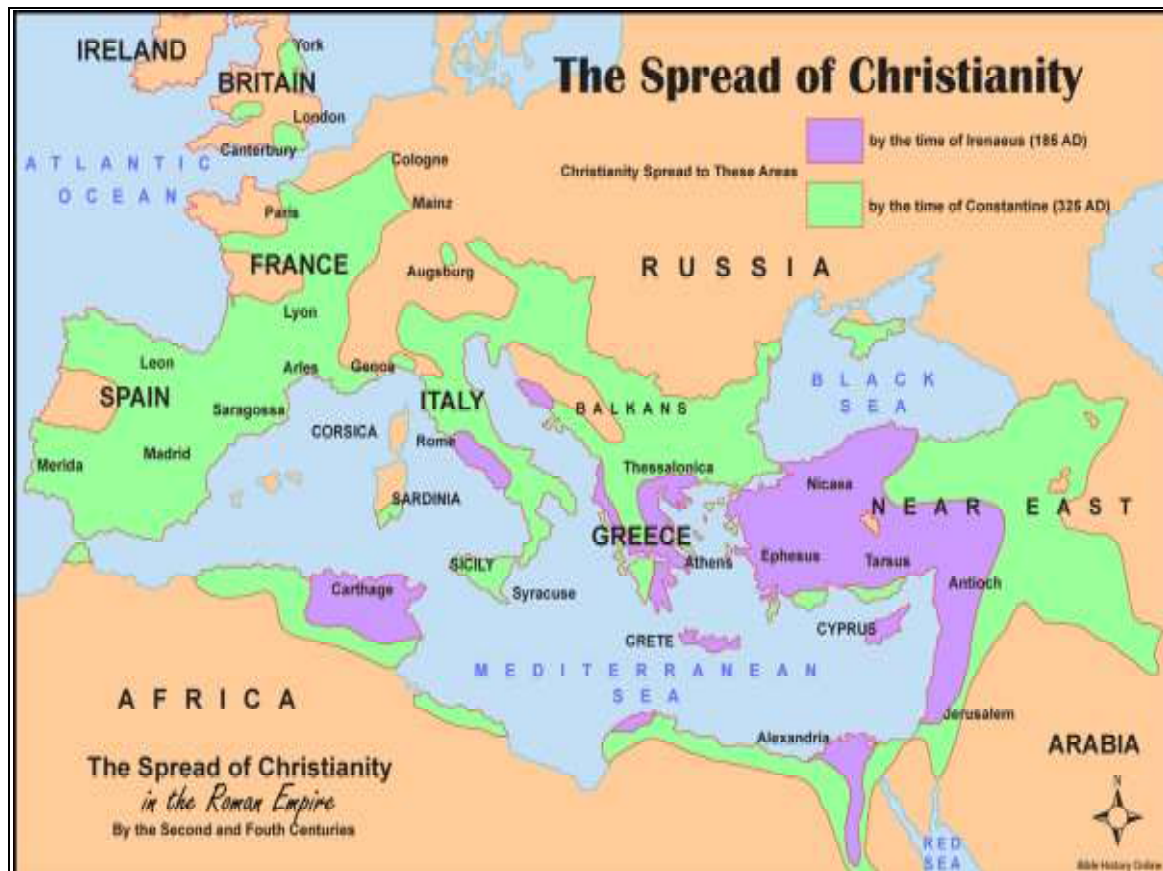 The Spread of Christianity
Christianity Spread to These Areas
by the time of Irenaeus (185 AD)
by the time of Constantine (325 AD)
IRELAND
York
BRITAIN
London
Canterbury
ATLANTIC
OCEAN
Cologne
Mainz
Paris
FRANCE
Augsburg
RUSSIA
Lyon
Leon
Arles
Genoa
SPAIN
ITALY
BLACK
SEA
Saragossa
BALKANS
CORSICA
Rome
Madrid
Merida
Thessalonica
Nicaea
SARDINIA
NEAR EAST
GREECE
SICILY
Athens
Ephesus
Tarsus
Carthage
Syracuse
Antioch
CRETE
CYPRUS
MEDITERRANEAN
SEA
AFRICA
Jerusalem
Alexandria
ARABIA
The Spread of Christianity
in the Roman Empire
By the Second and Fouth Centuries
N
RED
SEA
Bible History Online